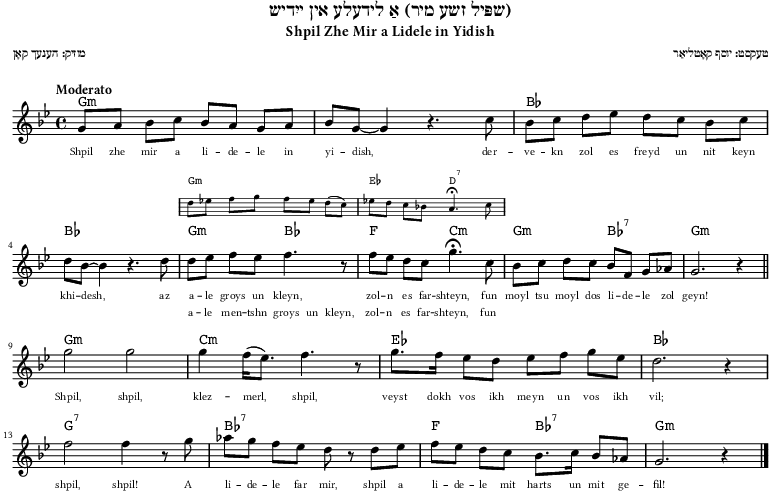 (שפּיל זשע מיר) אַ לידעלע אין ייִדיש
Shpil Zhe Mir a Lidele in Yidish
טעקסט: יוסף קאָטליאַר
מוזיק: הענעך קאָן
Moderato
Gm B♭
Shpil zhe mir a li – de – le in yi – dish, der – ve – kn zol es freyd un nit keyn
Gm E♭ D7
4
B♭ Gm B♭ F Cm Gm B♭7 Gm
khi – desh, az a – le groys un kleyn, zol – n es far – shteyn, fun moyl tsu moyl dos li – de – le zol geyn!
a – le men – tshn groys un kleyn, zol – n es far – shteyn, fun
9
Gm Cm E♭ B♭
Shpil, shpil, klez – merl, shpil, veyst dokh vos ikh meyn un vos ikh vil;
13
G7 B♭7 F B♭7 Gm
shpil, shpil! A li – de – le far mir, shpil a li – de – le mit harts un mit ge – fil!